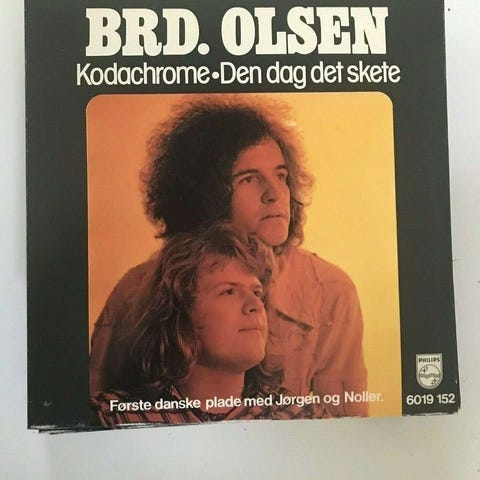 BRD. OLSEN
Kodachrome•Den dag det skete
PHILIPS
Første danske plade med Jørgen og Noller.
6019 152